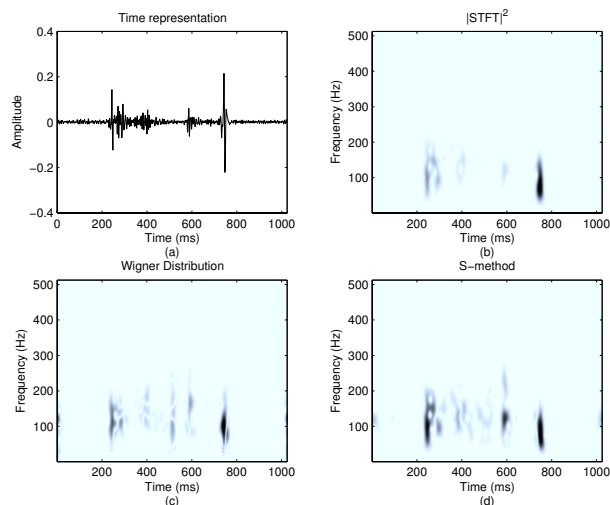 Time representation
0.4
0.2
0
−0.2
−0.4
Amplitude
0 200 400 600 800 1000
Time (ms)
(a)
|STFT|²
500
400
300
200
100
Frequency (Hz)
200 400 600 800 1000
Time (ms)
(b)
Wigner Distribution
500
400
300
200
100
Frequency (Hz)
200 400 600 800 1000
Time (ms)
(c)
S−method
500
400
300
200
100
Frequency (Hz)
200 400 600 800 1000
Time (ms)
(d)